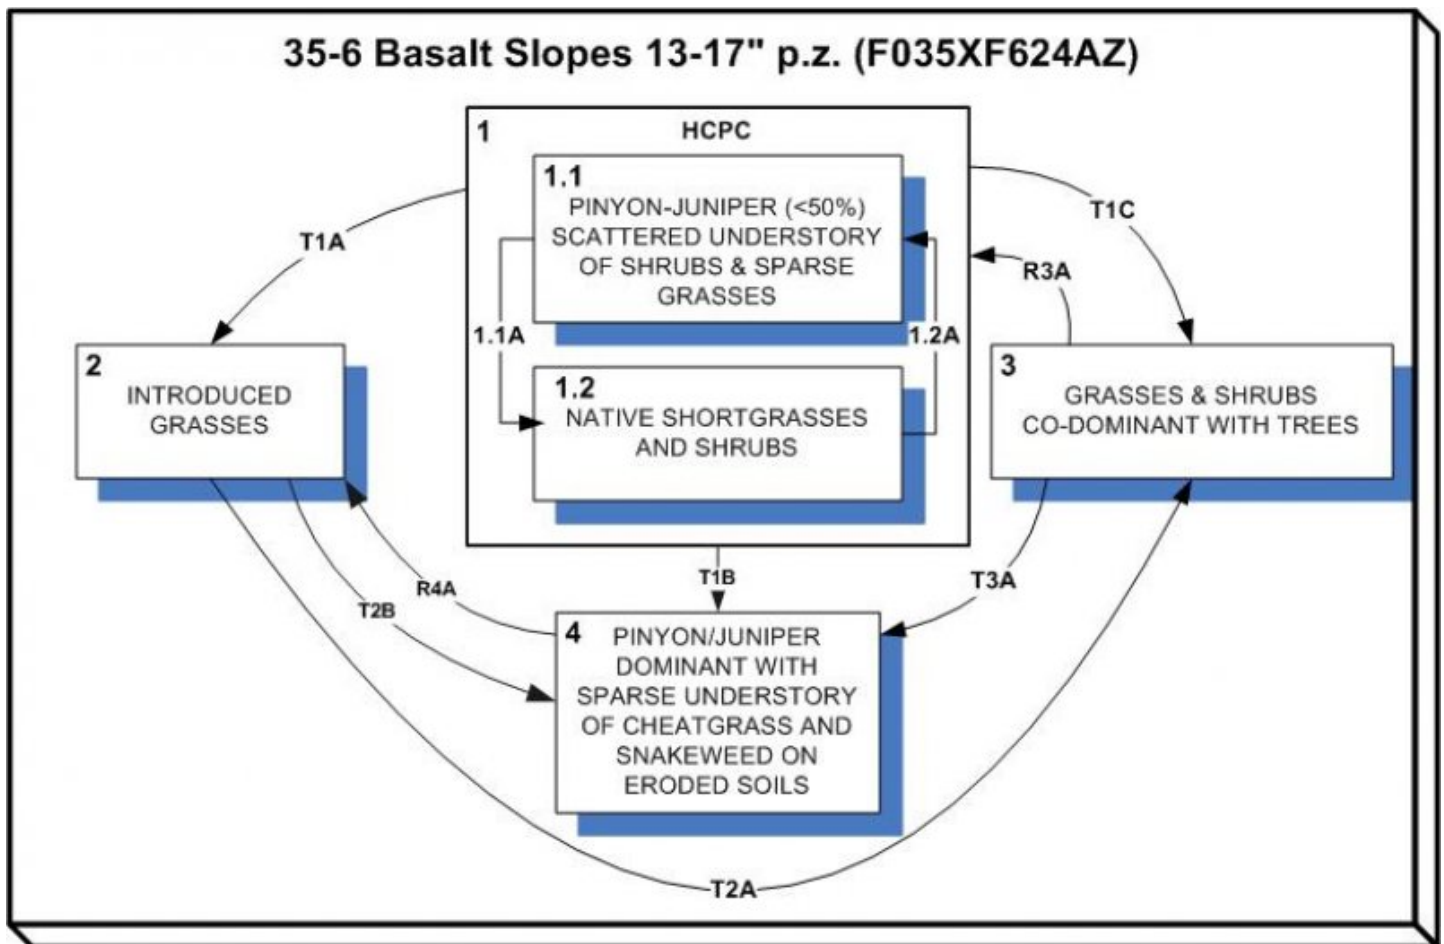 35-6 Basalt Slopes 13-17" p.z. (F035XF624AZ)
1
HCPC
1.1
PINYON-JUNIPER (<50%)
SCATTERED UNDERSTORY
OF SHRUBS & SPARSE
GRASSES
T1A
T1C
R3A
1.1A
1.2A
2
INTRODUCED
GRASSES
1.2
NATIVE SHORTGRASSES
AND SHRUBS
3
GRASSES & SHRUBS
CO-DOMINANT WITH TREES
R4A
T2B
T1B
T3A
4
PINYON/JUNIPER
DOMINANT WITH
SPARSE UNDERSTORY
OF CHEATGRASS AND
SNAKEWEED ON
ERODED SOILS
T2A